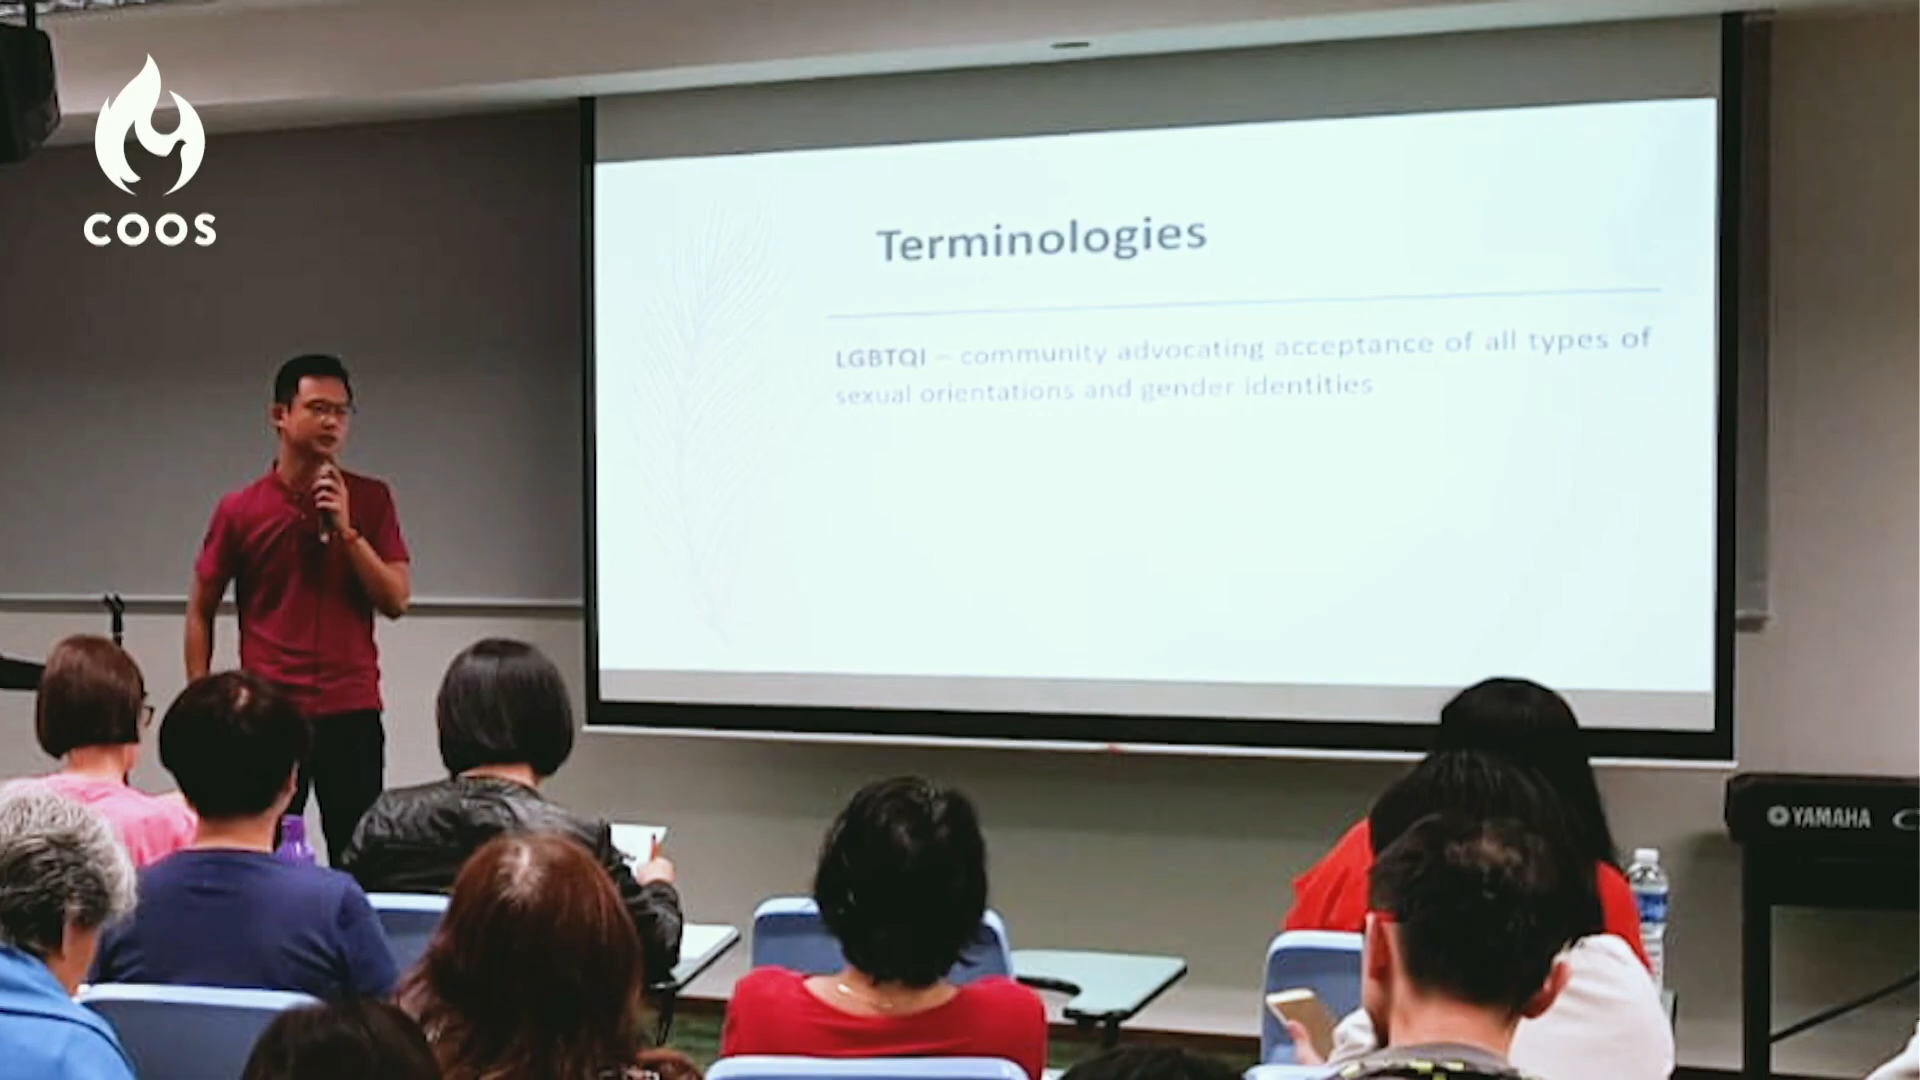 COOS
Terminologies
LGBTQI – community advocating acceptance of all types of
sexual orientations and gender identities
YAMAHA